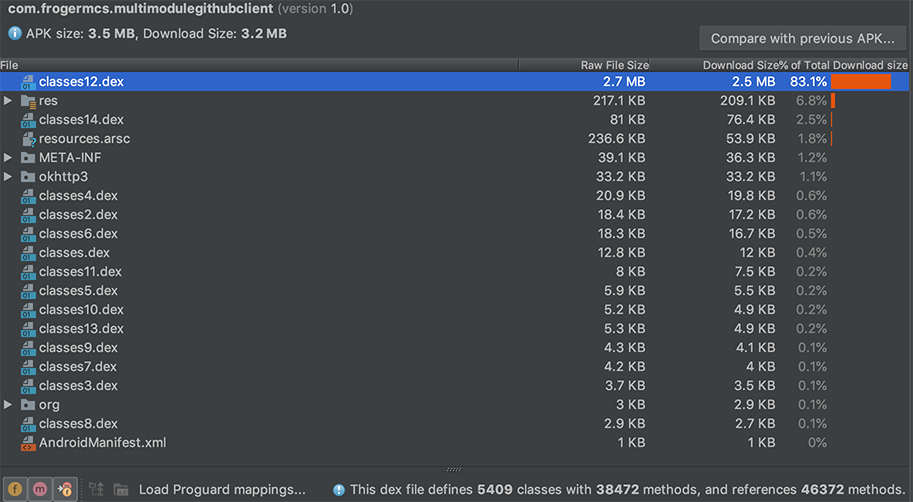 com.frogermcs.multimodulegithubclient (version 1.0)
APK size: 3.5 MB, Download Size: 3.2 MB
Compare with previous APK...
File Raw File Size Download Size % of Total Download size
classes12.dex 2.7 MB 2.5 MB 83.1%
res 217.1 KB 209.1 KB 6.8%
classes14.dex 81 KB 76.4 KB 2.5%
resources.arsc 236.6 KB 53.9 KB 1.8%
META-INF 39.1 KB 36.3 KB 1.2%
okhttp3 33.2 KB 33.2 KB 1.1%
classes4.dex 20.9 KB 19.8 KB 0.6%
classes2.dex 18.4 KB 17.2 KB 0.6%
classes6.dex 18.3 KB 16.7 KB 0.5%
classes.dex 12.8 KB 12 KB 0.4%
classes11.dex 8 KB 7.5 KB 0.2%
classes5.dex 5.9 KB 5.5 KB 0.2%
classes10.dex 5.2 KB 4.9 KB 0.2%
classes13.dex 5.3 KB 4.9 KB 0.2%
classes9.dex 4.3 KB 4.1 KB 0.1%
classes7.dex 4.2 KB 4 KB 0.1%
classes3.dex 3.7 KB 3.5 KB 0.1%
org 3 KB 2.9 KB 0.1%
classes8.dex 2.9 KB 2.7 KB 0.1%
AndroidManifest.xml 1 KB 1 KB 0%
Load Proguard mappings... This dex file defines 5409 classes with 38472 methods, and references 46372 methods.